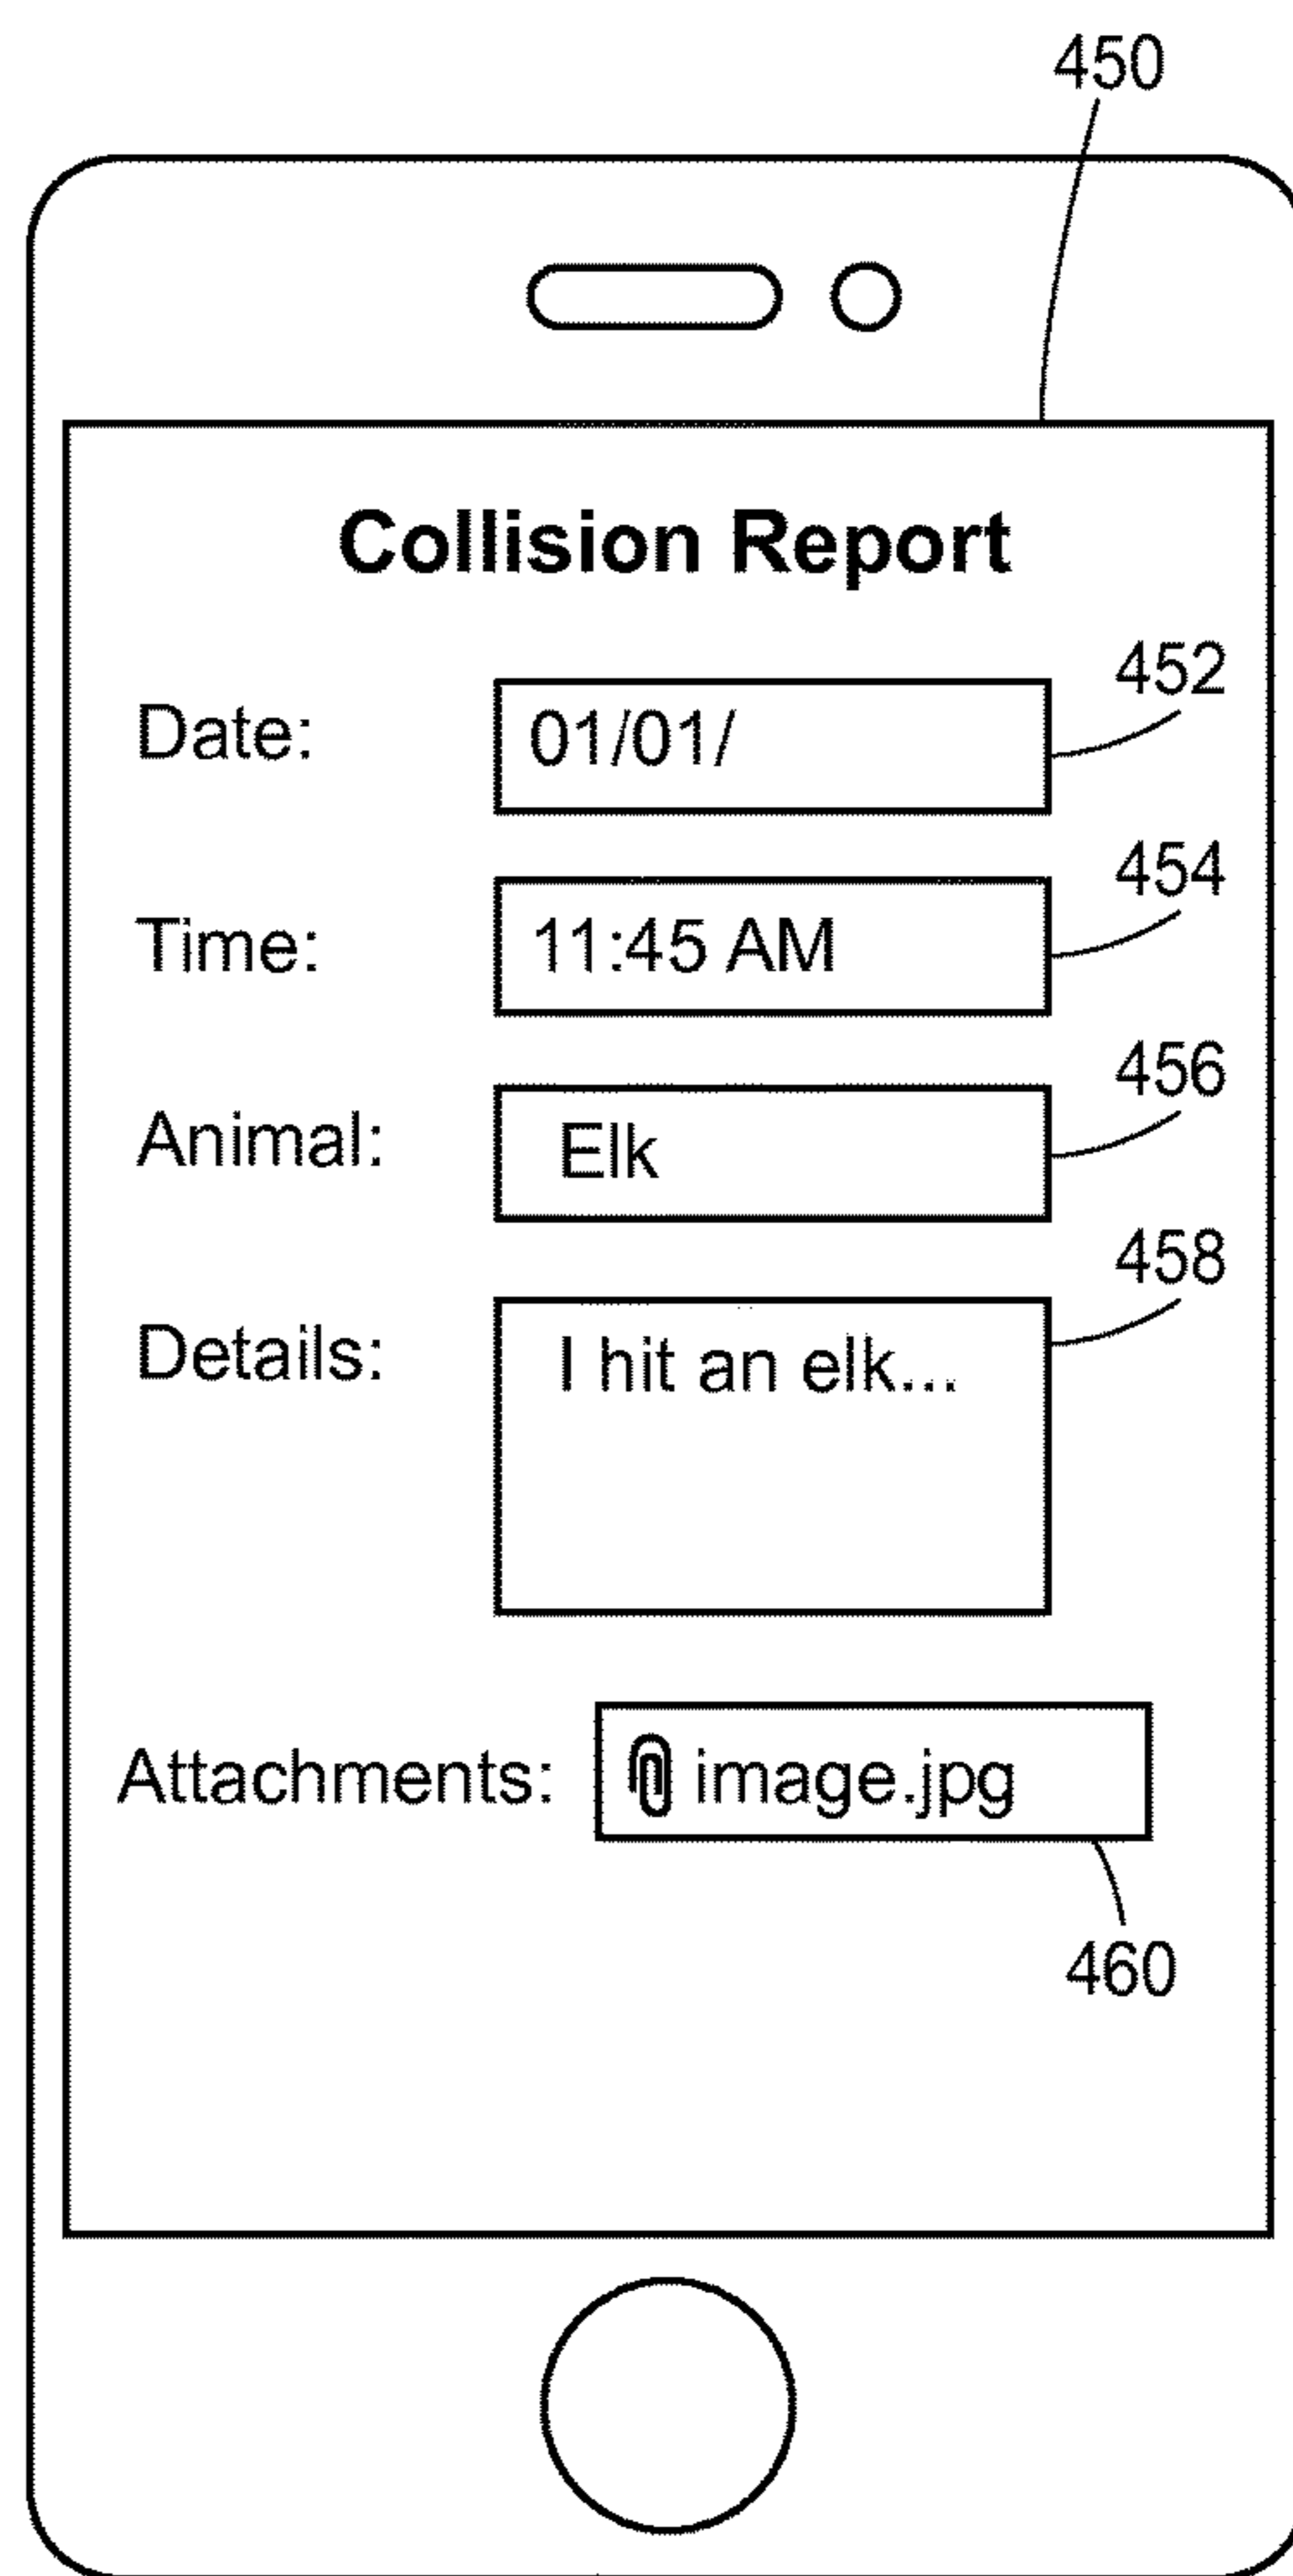 450
Collision Report
Date: 01/01/ 452
Time: 11:45 AM 454
Animal: Elk 456
Details: I hit an elk... 458
Attachments: image.jpg
460